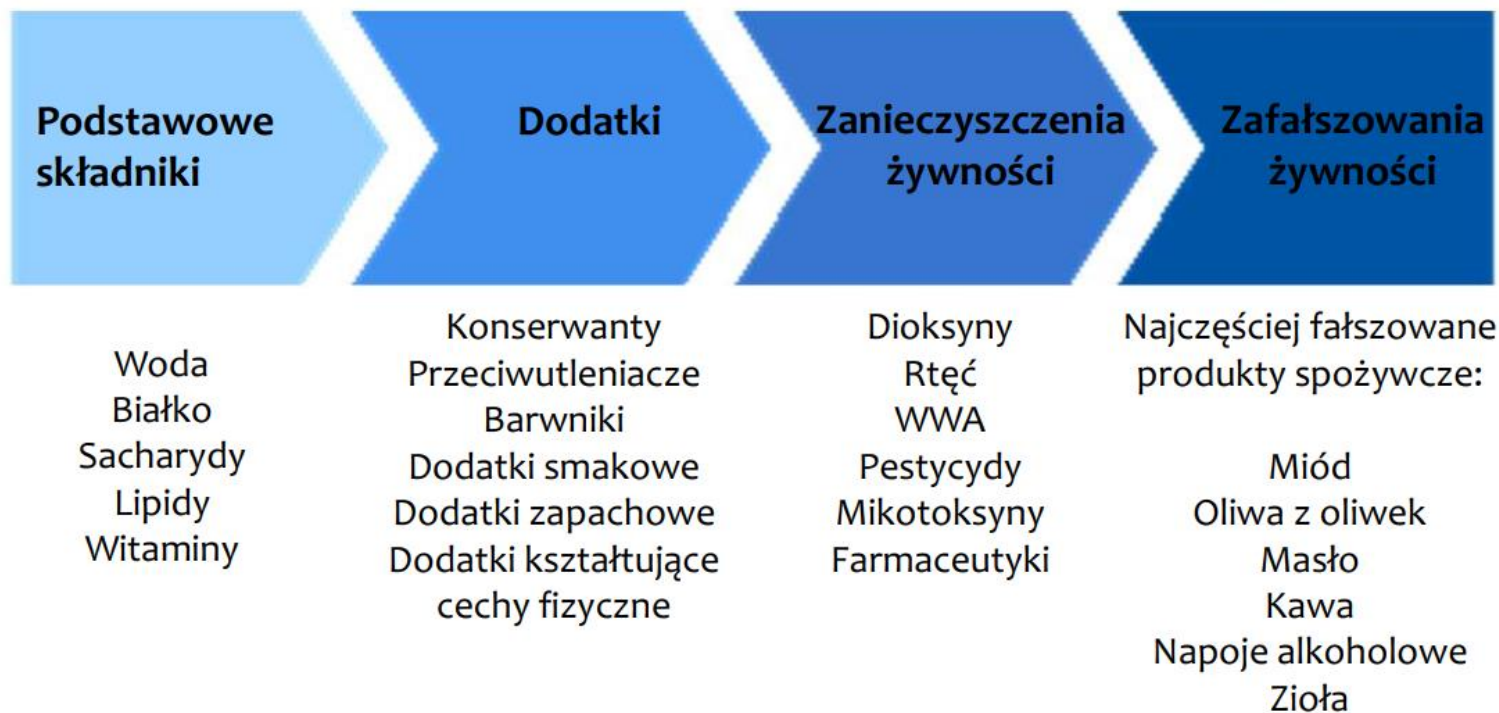 Podstawowe
składniki
Woda
Białko
Sacharydy
Lipidy
Witaminy
Dodatki
Konserwanty
Przeciwutleniacze
Barwniki
Dodatki smakowe
Dodatki zapachowe
Dodatki kształtujące
cechy fizyczne
Zanieczyszczenia
żywności
Dioksyny
Rtęć
WWA
Pestycydy
Mikotoksyny
Farmaceutyki
Zafałszowania
żywności
Najczęściej fałszowane
produkty spożywcze:
Miód
Oliwa z oliwek
Masło
Kawa
Napoje alkoholowe
Zioła